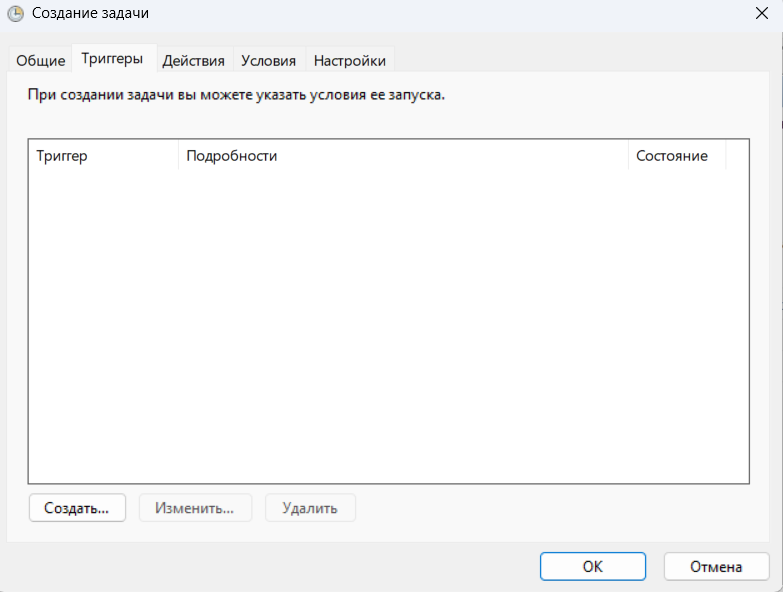 Создание задачи
Общие Триггеры Действия Условия Настройки
При создании задачи вы можете указать условия ее запуска.
Триггер Подробности Состояние
Создать... Изменить... Удалить
ОК Отмена